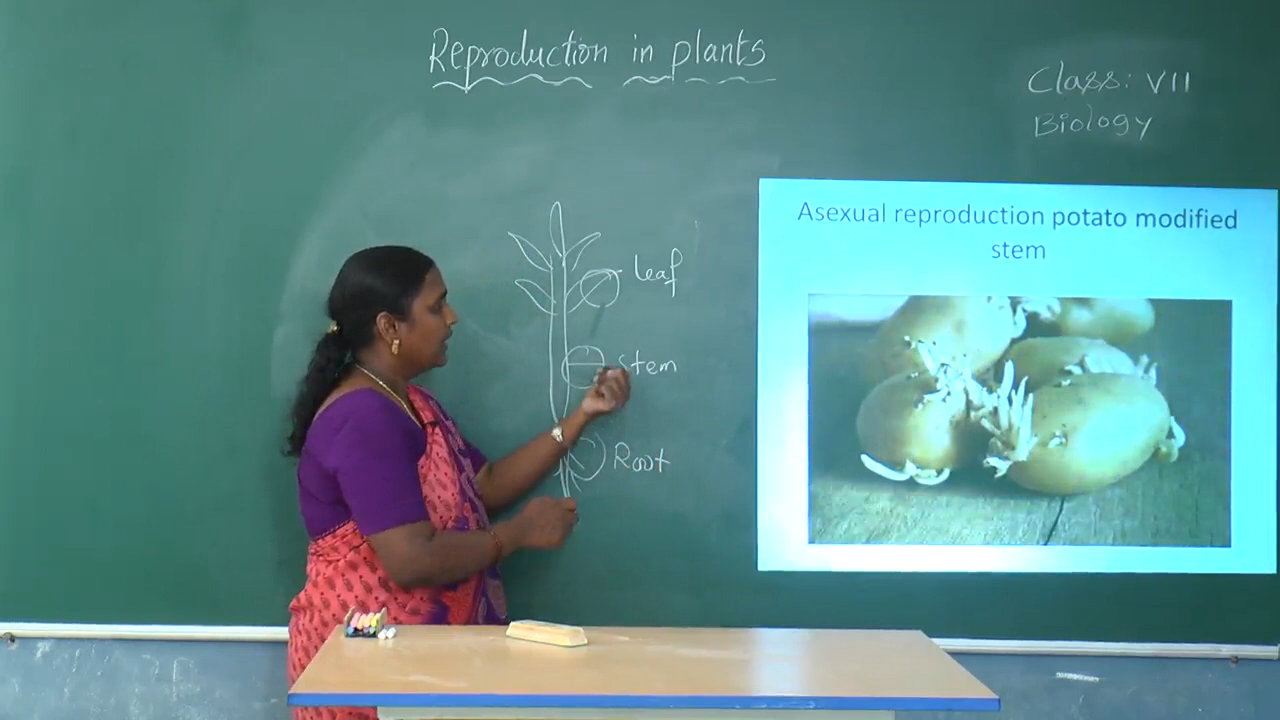 Reproduction in plants
Class: VII
Biology
Asexual reproduction potato modified
stem
leaf
stem
Root